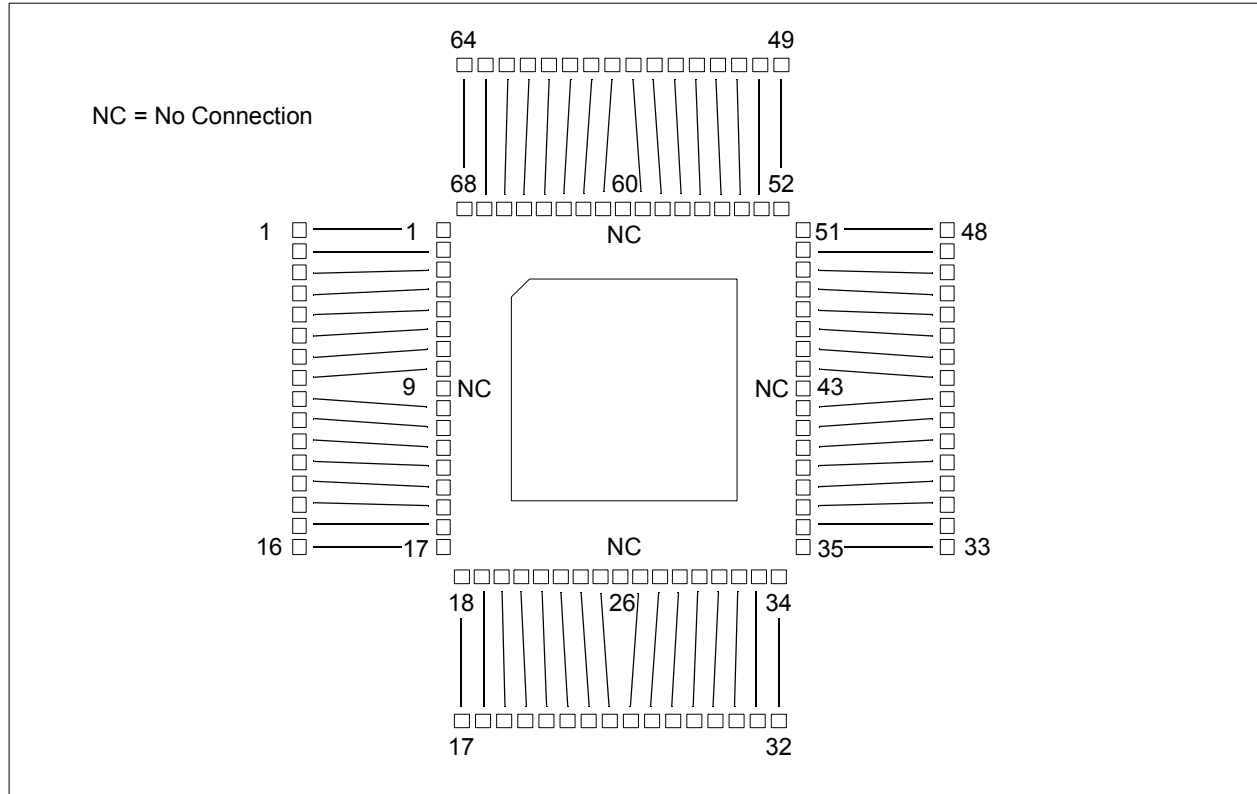 64 49
NC = No Connection
68 60 52
1 1 NC 51 48
9 NC NC 43
16 17 NC 35 33
18 26 34
17 32